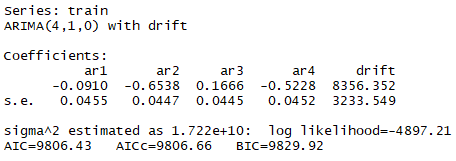 Series: train
ARIMA(4,1,0) with drift
Coefficients:
ar1 ar2 ar3 ar4 drift
-0.0910 -0.6538 0.1666 -0.5228 8356.352
s.e. 0.0455 0.0447 0.0445 0.0452 3233.549
sigma^2 estimated as 1.722e+10: log likelihood=-4897.21
AIC=9806.43 AICc=9806.66 BIC=9829.92